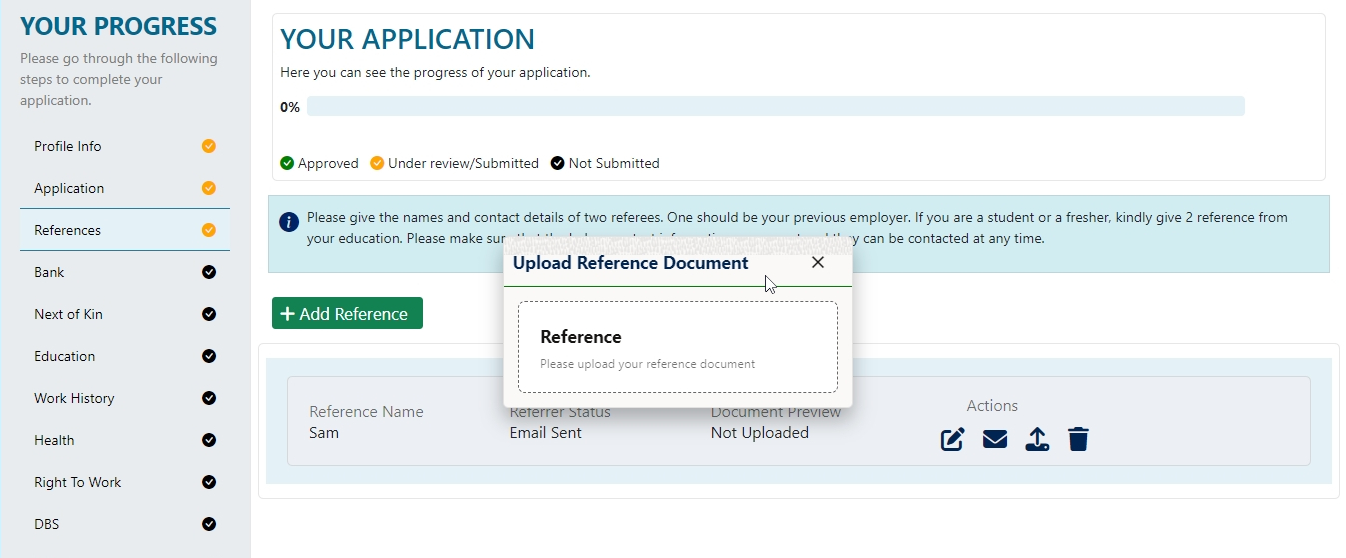 YOUR PROGRESS
Please go through the following
steps to complete your
application.
Profile Info
Application
References
Bank
Next of Kin
Education
Work History
Health
Right To Work
DBS
YOUR APPLICATION
Here you can see the progress of your application.
0%
Approved
Under review/Submitted
Not Submitted
Please give the names and contact details of two referees. One should be your previous employer. If you are a student or a fresher, kindly give 2 reference from
your education. Please make they can be contacted at any time.
Upload Reference Document
Reference
Please upload your reference document
+ Add Reference
Reference Name
Sam
Referrer Status
Email Sent
Document Preview
Not Uploaded
Actions